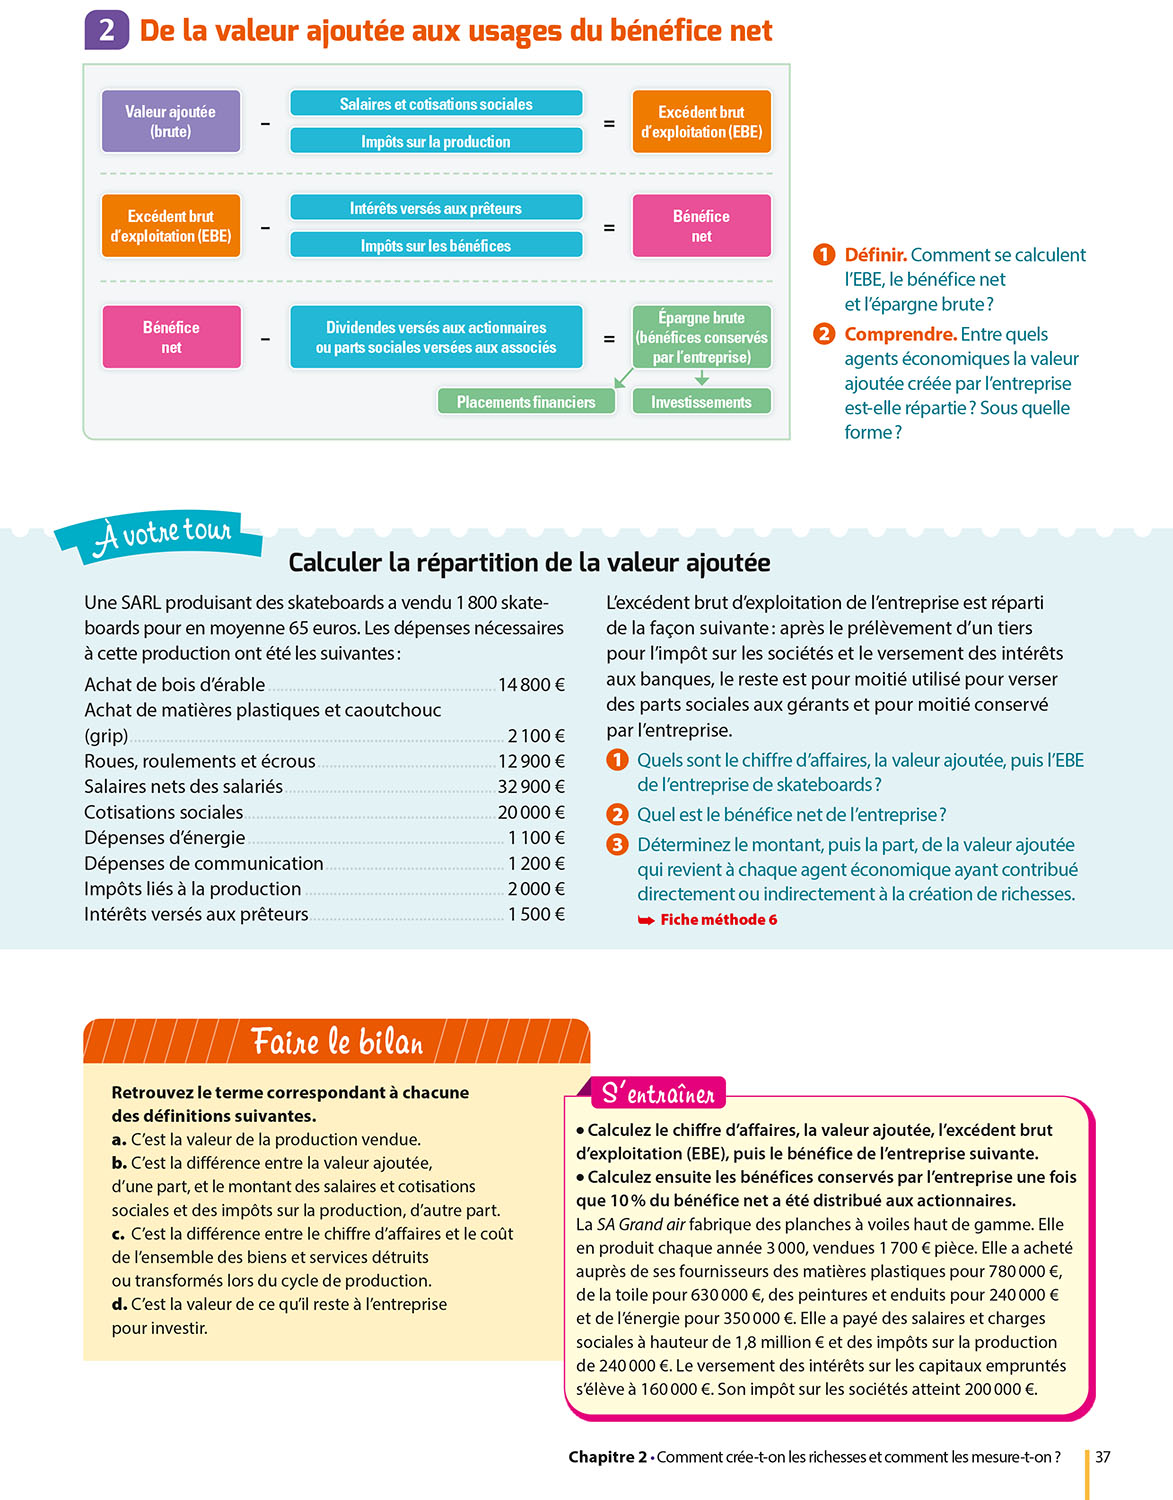 2 De la valeur ajoutée aux usages du bénéfice net
Valeur ajoutée
(brute)
-
Salaires et cotisations sociales
Impôts sur la production
=
Excédent brut
d'exploitation (EBE)
Excédent brut
d'exploitation (EBE)
-
Intérêts versés aux prêteurs
Impôts sur les bénéfices
=
Bénéfice
net
Bénéfice
net
-
Dividendes versés aux actionnaires
ou parts sociales versées aux associés
=
Épargne brute
(bénéfices conservés
par l'entreprise)
Placements financiers
Investissements
1 Définir. Comment se calculent
l'EBE, le bénéfice net
et l'épargne brute ?
2 Comprendre. Entre quels
agents économiques la valeur
ajoutée créée par l'entreprise
est-elle répartie ? Sous quelle
forme ?
À votre tour
Calculer la répartition de la valeur ajoutée
Une SARL produisant des skateboards a vendu 1 800 skate-
boards pour en moyenne 65 euros. Les dépenses nécessaires
à cette production ont été les suivantes :
Achat de bois d'érable 14 800 €
Achat de matières plastiques et caoutchouc
(grip) 2 100 €
Roues, roulements et écrous 12 900 €
Salaires nets des salariés 32 900 €
Cotisations sociales 20 000 €
Dépenses d'énergie 1 100 €
Dépenses de communication 1 200 €
Impôts liés à la production 2 000 €
Intérêts versés aux prêteurs 1 500 €
L'excédent brut d'exploitation de l'entreprise est réparti
de la façon suivante : après le prélèvement d'un tiers
pour l'impôt sur les sociétés et le versement des intérêts
aux banques, le reste est pour moitié utilisé pour verser
des parts sociales aux gérants et pour moitié conservé
par l'entreprise.
1 Quels sont le chiffre d'affaires, la valeur ajoutée, puis l'EBE
de l'entreprise de skateboards ?
2 Quel est le bénéfice net de l'entreprise ?
3 Déterminez le montant, puis la part, de la valeur ajoutée
qui revient à chaque agent économique ayant contribué
directement ou indirectement à la création de richesses.
Fiche méthode 6
Faire le bilan
Retrouvez le terme correspondant à chacune
des définitions suivantes.
a. C'est la valeur de la production vendue.
b. C'est la différence entre la valeur ajoutée,
d'une part, et le montant des salaires et cotisations
sociales et des impôts sur la production, d'autre part.
c. C'est la différence entre le chiffre d'affaires et le coût
de l'ensemble des biens et services détruits
ou transformés lors du cycle de production.
d. C'est la valeur de ce qu'il reste à l'entreprise
pour investir.
S'entraîner
• Calculez le chiffre d'affaires, la valeur ajoutée, l'excédent brut
d'exploitation (EBE), puis le bénéfice de l'entreprise suivante.
• Calculez ensuite les bénéfices conservés par l'entreprise une fois
que 10 % du bénéfice net a été distribué aux actionnaires.
La SA Grand air fabrique des planches à voiles haut de gamme. Elle
en produit chaque année 3 000, vendues 1 700 € pièce. Elle a acheté
auprès de ses fournisseurs des matières plastiques pour 780 000 €,
de la toile pour 630 000 €, des peintures et enduits pour 240 000 €
et de l'énergie pour 350 000 €. Elle a payé des salaires et charges
sociales à hauteur de 1,8 million € et des impôts sur la production
de 240 000 €. Le versement des intérêts sur les capitaux empruntés
s'élève à 160 000 €. Son impôt sur les sociétés atteint 200 000 €.
Chapitre 2 • Comment crée-t-on les richesses et comment les mesure-t-on ? 37